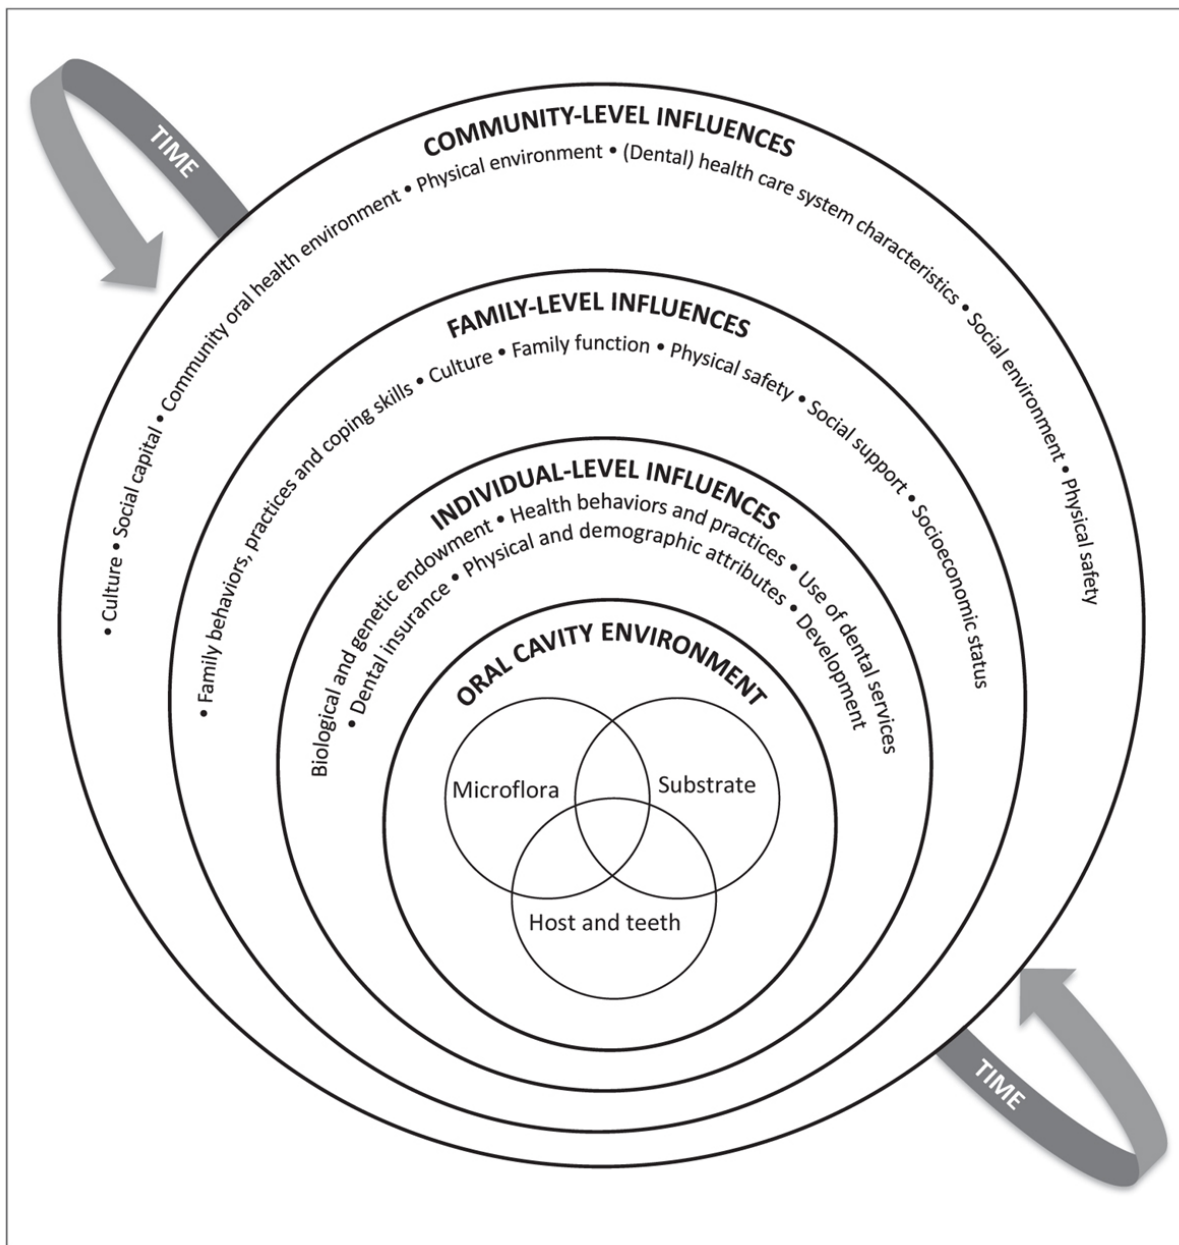 TIME
COMMUNITY-LEVEL INFLUENCES
• Culture • Social capital • Community oral health environment • Physical environment • (Dental) health care system characteristics • Social environment • Physical safety
FAMILY-LEVEL INFLUENCES
• Family behaviors, practices and coping skills • Culture • Family function • Physical safety • Social support • Socioeconomic status
INDIVIDUAL-LEVEL INFLUENCES
Biological and genetic endowment • Health behaviors and practices • Use of dental services
• Dental insurance • Physical and demographic attributes • Development
ORAL CAVITY ENVIRONMENT
Microflora
Substrate
Host and teeth
TIME